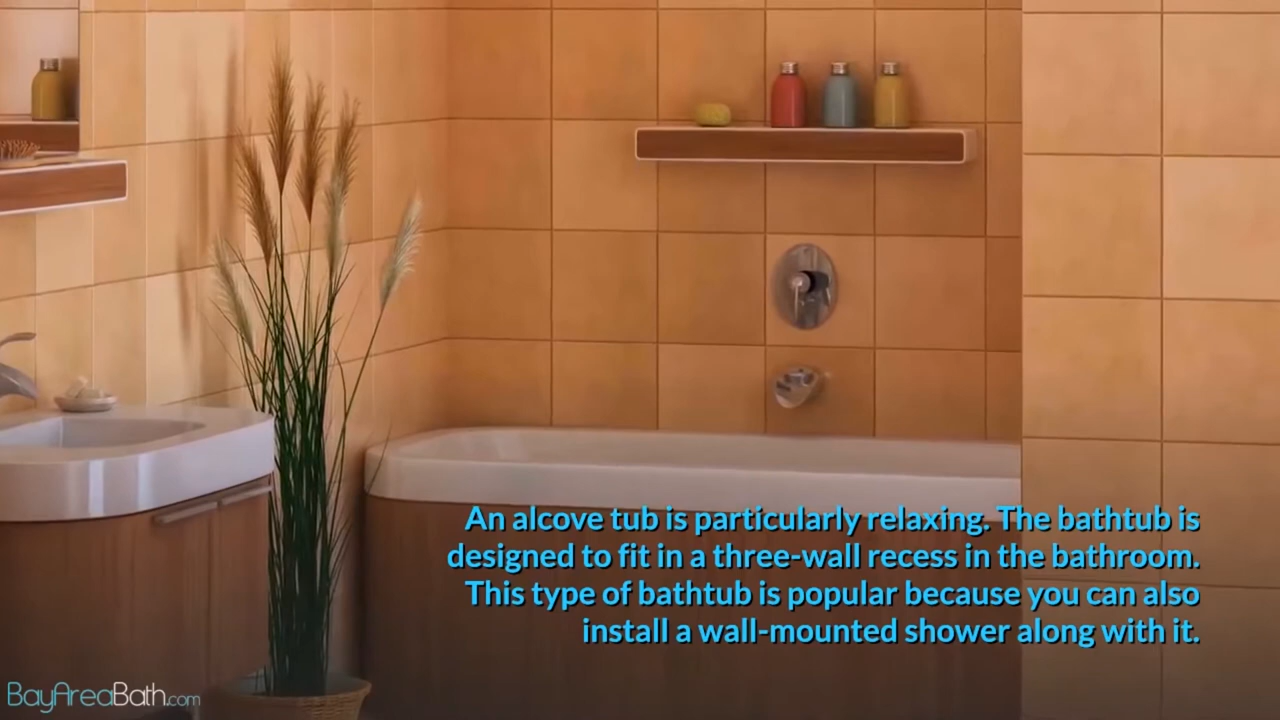 An alcove tub is particularly relaxing. The bathtub is
designed to fit in a three-wall recess in the bathroom.
This type of bathtub is popular because you can also
install a wall-mounted shower along with it.
BayAreaBath.com